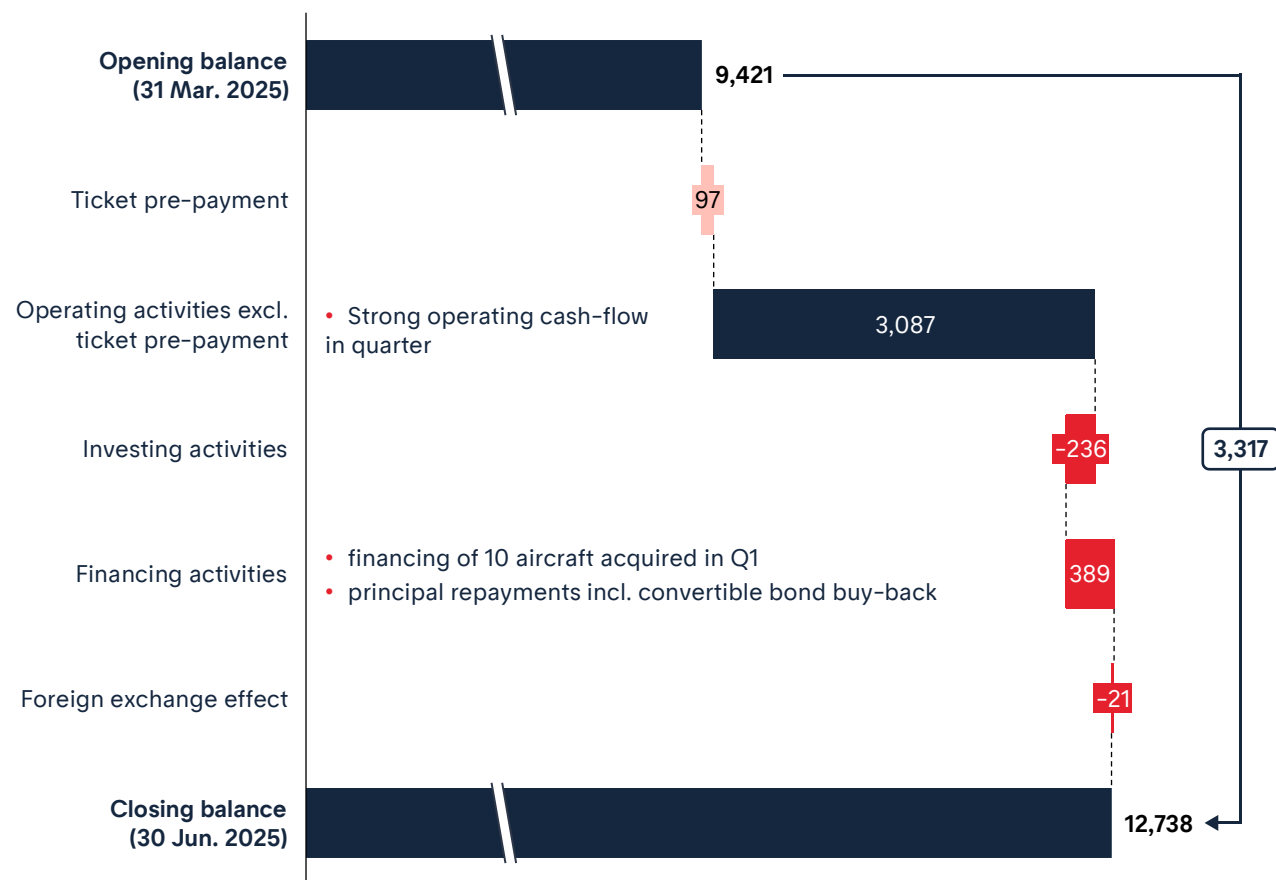 Opening balance
(31 Mar. 2025)
9,421
Ticket pre-payment
97
Operating activities excl.
ticket pre-payment
• Strong operating cash-flow
in quarter
3,087
Investing activities
-236
3,317
Financing activities
• financing of 10 aircraft acquired in Q1
• principal repayments incl. convertible bond buy-back
389
Foreign exchange effect
-21
Closing balance
(30 Jun. 2025)
12,738